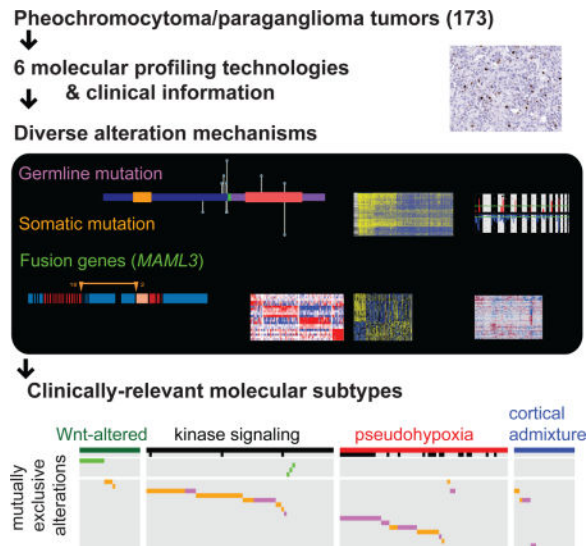 Pheochromocytoma/paraganglioma tumors (173)
6 molecular profiling technologies
& clinical information
Diverse alteration mechanisms
Germline mutation
Somatic mutation
Fusion genes (MAML3)
Clinically-relevant molecular subtypes
Wnt-altered
kinase signaling
pseudohypoxia
cortical
admixture
mutually
exclusive
alterations